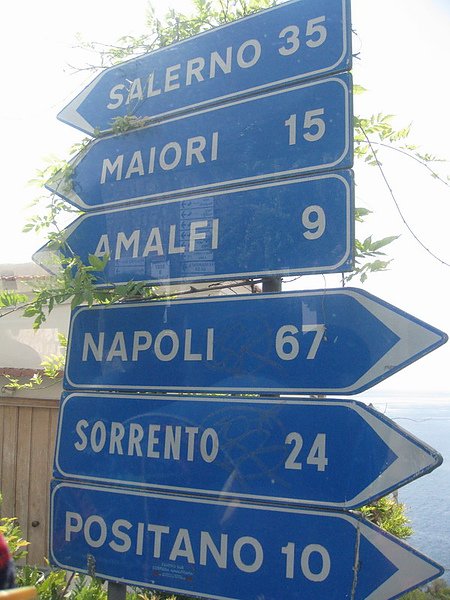 SALERNO 35
MAIORI 15
AMALFI 9
NAPOLI 67
SORRENTO 24
POSITANO 10